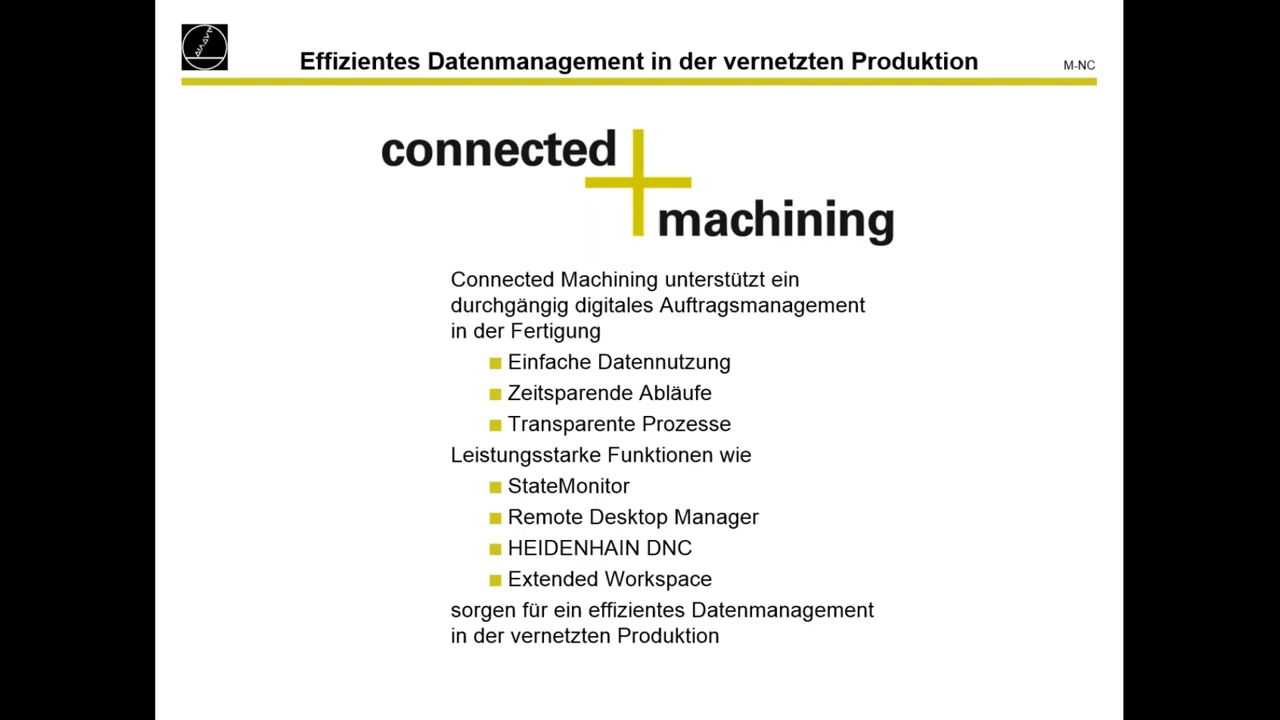 Effizientes Datenmanagement in der vernetzten Produktion
M-NC
connected
machining
Connected Machining unterstützt ein
durchgängig digitales Auftragsmanagement
in der Fertigung
Einfache Datennutzung
Zeitsparende Abläufe
Transparente Prozesse
Leistungsstarke Funktionen wie
StateMonitor
Remote Desktop Manager
HEIDENHAIN DNC
Extended Workspace
sorgen für ein effizientes Datenmanagement
in der vernetzten Produktion